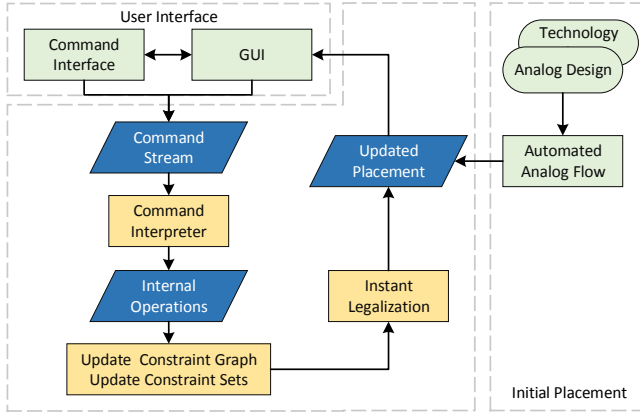 User Interface
Command
Interface
GUI
Technology
Analog Design
Command
Stream
Updated
Placement
Automated
Analog Flow
Command
Interpreter
Internal
Operations
Instant
Legalization
Update Constraint Graph
Update Constraint Sets
Initial Placement